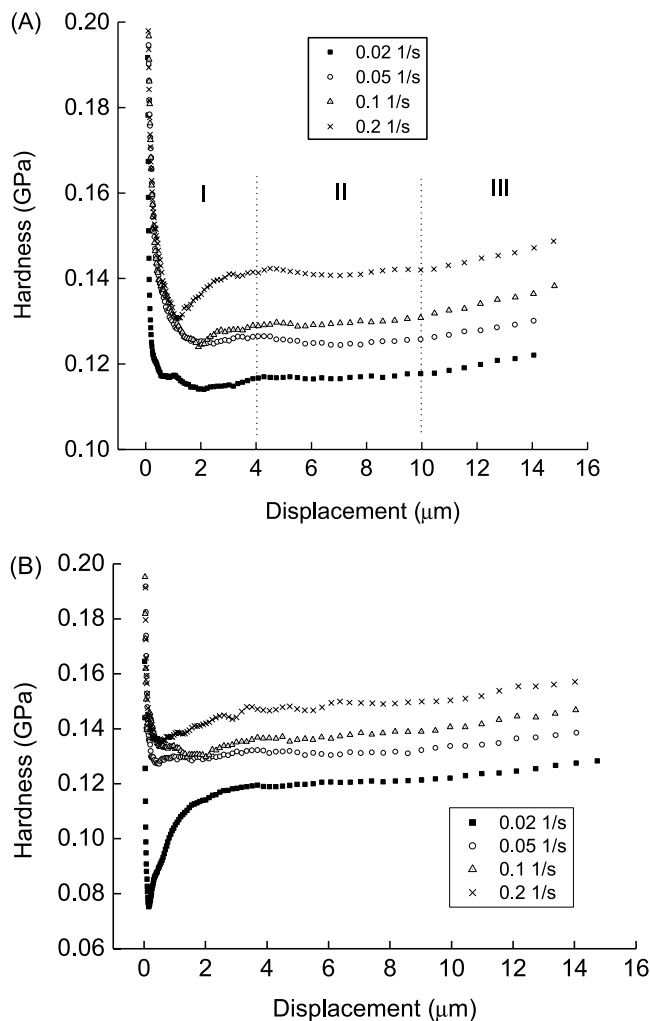 (A)
0.20
0.18
0.16
0.14
0.12
0.10
Hardness (GPa)
0.02 1/s
0.05 1/s
0.1 1/s
0.2 1/s
I
II
III
0 2 4 6 8 10 12 14 16
Displacement (μm)
(B)
0.20
0.18
0.16
0.14
0.12
0.10
0.08
0.06
Hardness (GPa)
0.02 1/s
0.05 1/s
0.1 1/s
0.2 1/s
0 2 4 6 8 10 12 14 16
Displacement (μm)